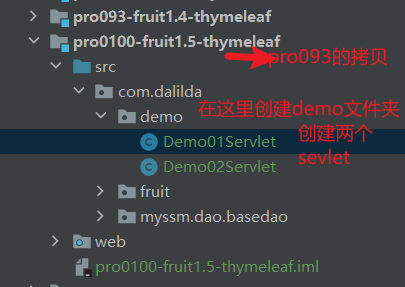 pro093-fruit1.4-thymeleaf
pro0100-fruit1.5-thymeleaf
pro093的拷贝
src
com.dalilda
demo
在这里创建demo文件夹
Demo01Servlet
创建两个
sevlet
Demo02Servlet
fruit
myssm.dao.basedao
web
pro0100-fruit1.5-thymeleaf.iml